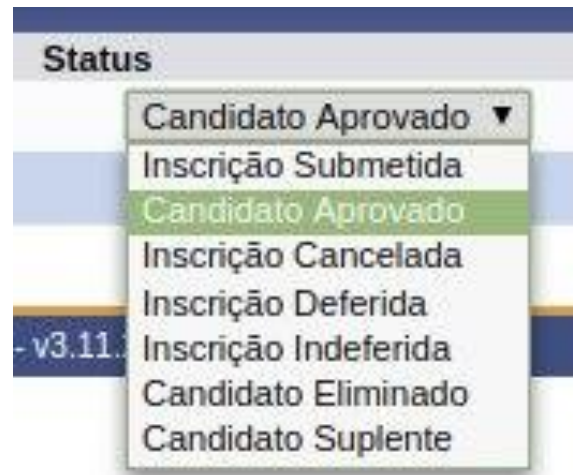 Status
Candidato Aprovado ▼
Inscrição Submetida
Candidato Aprovado
Inscrição Cancelada
Inscrição Deferida
- v3.11.
Inscrição Indeferida
Candidato Eliminado
Candidato Suplente